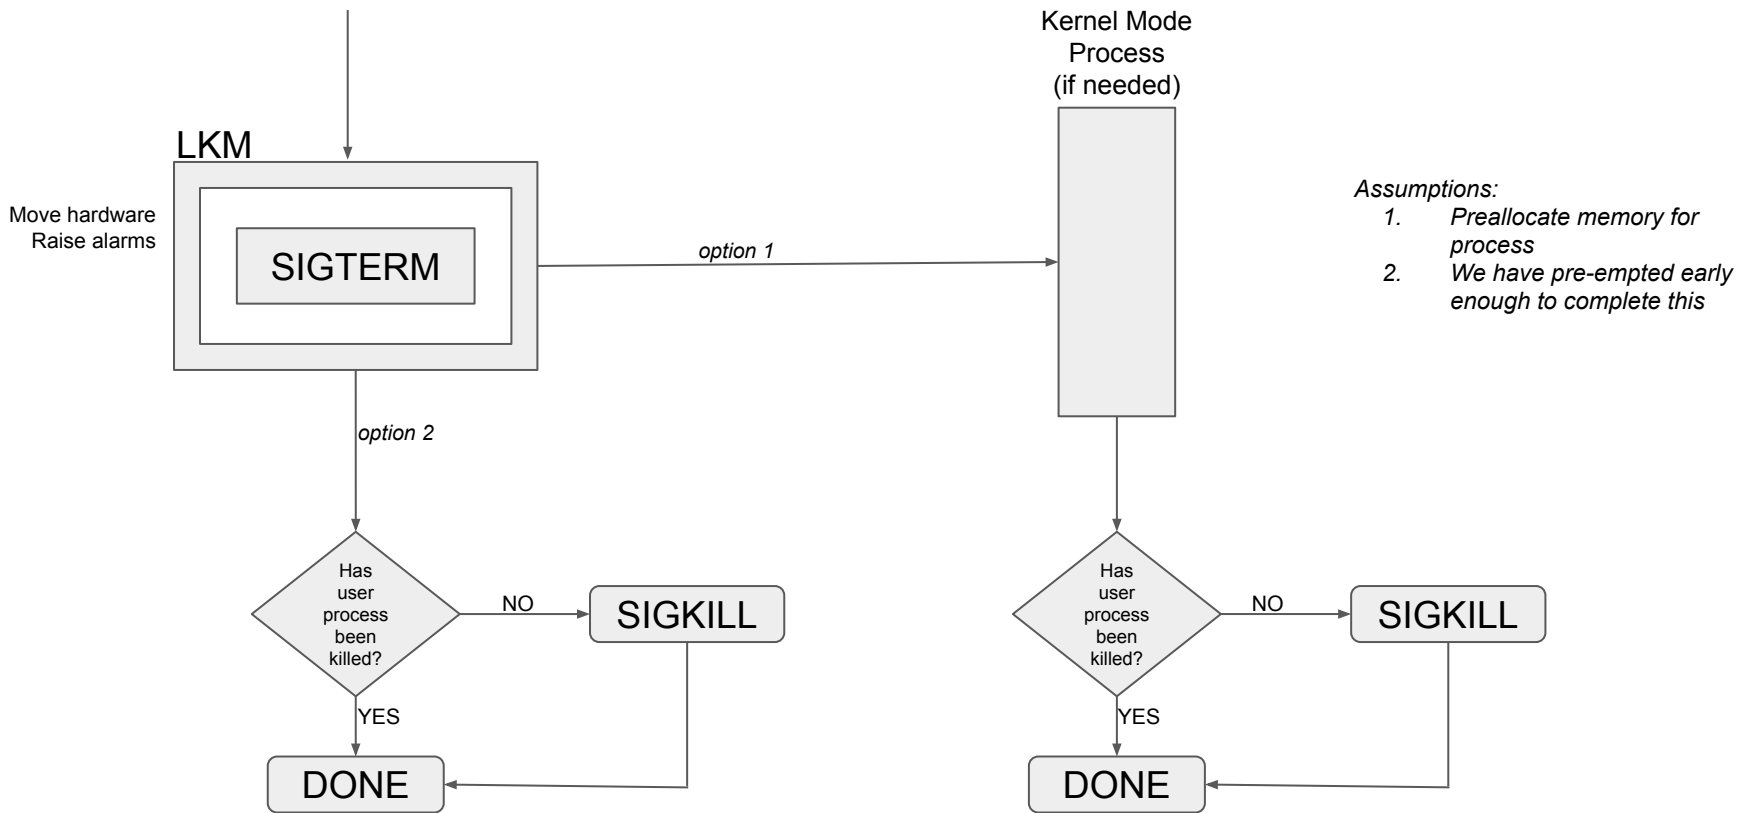 Kernel Mode
Process
(if needed)
LKM
Move hardware
Raise alarms
SIGTERM
option 1
Assumptions:
1. Preallocate memory for
process
2. We have pre-empted early
enough to complete this
option 2
Has
user
process
been
killed?
NO
SIGKILL
YES
DONE
Has
user
process
been
killed?
NO
SIGKILL
YES
DONE